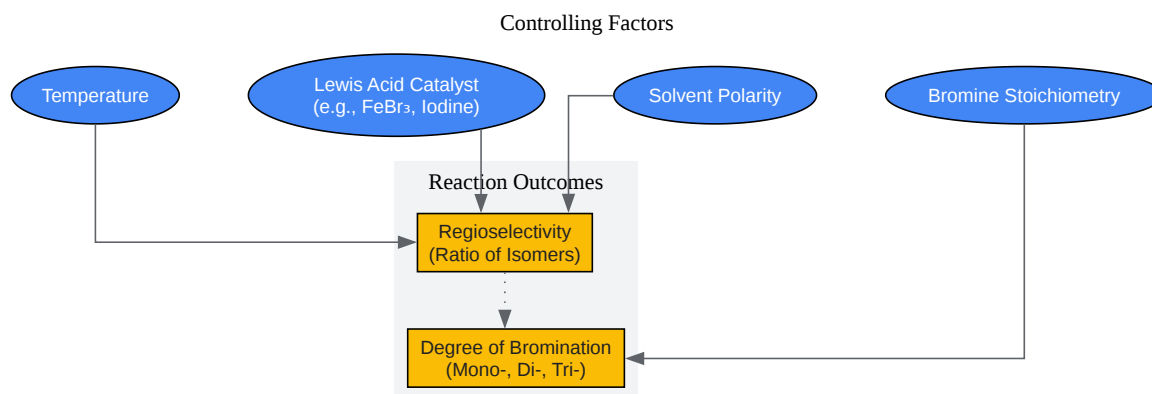 Controlling Factors
Temperature
Lewis Acid Catalyst
(e.g., FeBr₃, Iodine)
Solvent Polarity
Bromine Stoichiometry
Reaction Outcomes
Regioselectivity
(Ratio of Isomers)
Degree of Bromination
(Mono-, Di-, Tri-)